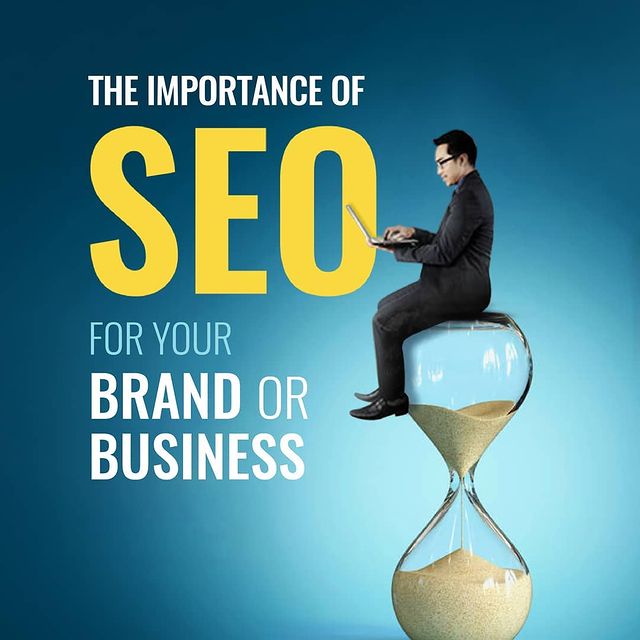 THE IMPORTANCE OF
SEO
FOR YOUR
BRAND OR
BUSINESS